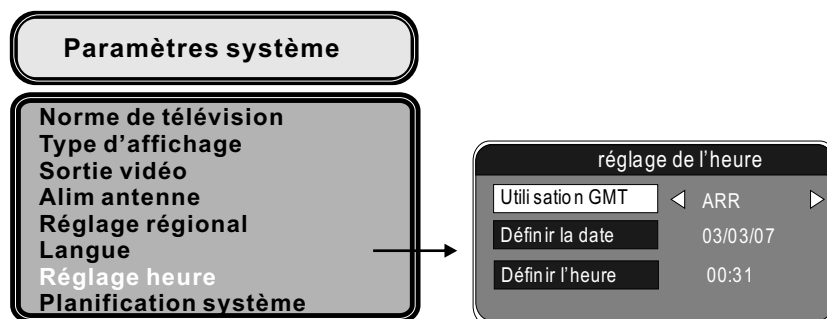 Paramètres système
Norme de télévision
Type d’affichage
Sortie vidéo
Alim antenne
Réglage régional
Langue
Réglage heure
Planification système
réglage de l’heure
Utilisation GMT ARR
Définir la date 03/03/07
Définir l’heure 00:31